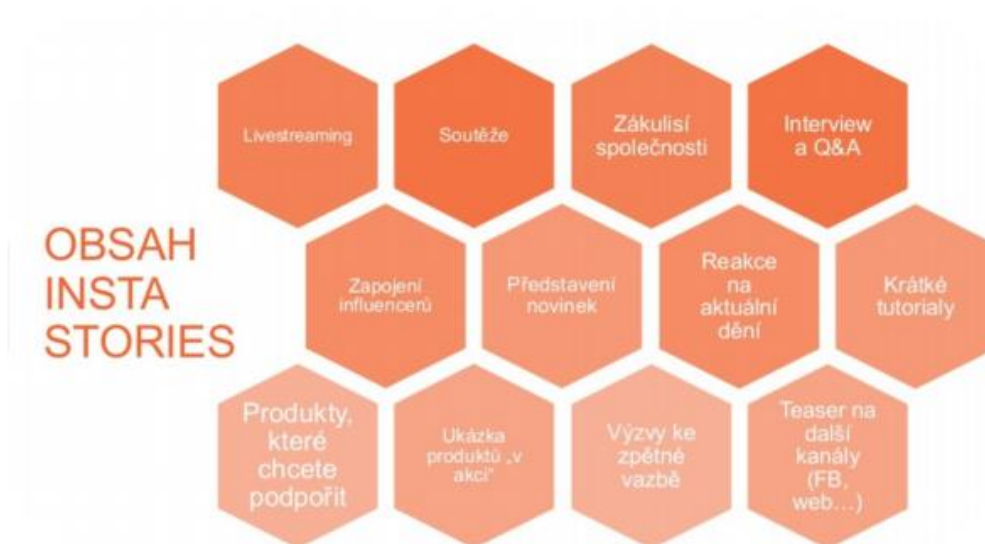 OBSAH
INSTA
STORIES
Livestreaming
Soutěže
Zákulisí
společnosti
Interview
a Q&A
Zapojení
influencerů
Představení
novinek
Reakce
na
aktuální
dění
Krátké
tutorialy
Produkty,
které
chcete
podpořit
Ukázka
produktů „v
akci“
Výzvy ke
zpětné
vazbě
Teaser na
další
kanály
(FB,
web…)